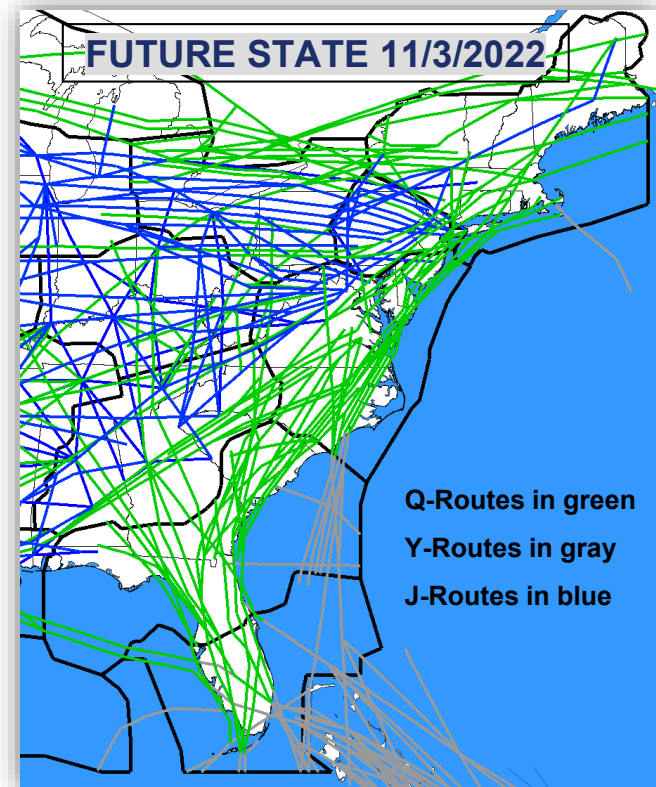 FUTURE STATE 11/3/2022
Q-Routes in green
Y-Routes in gray
J-Routes in blue